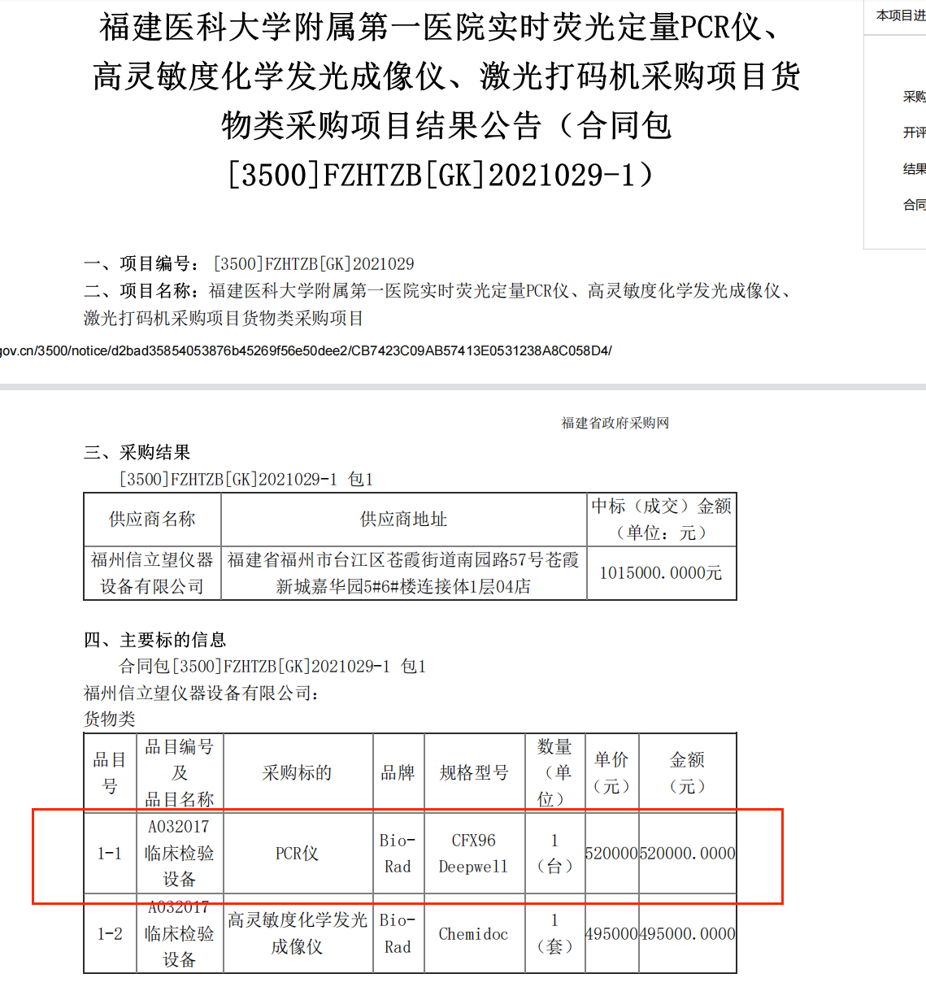 福建医科大学附属第一医院实时荧光定量PCR仪、
高灵敏度化学发光成像仪、激光打码机采购项目货
物类采购项目结果公告（合同包
[3500]FZHTZB[GK]2021029-1）
本项目进
采购
开评
结果
合同
一、项目编号： [3500]FZHTZB[GK]2021029
二、项目名称：福建医科大学附属第一医院实时荧光定量PCR仪、高灵敏度化学发光成像仪、
激光打码机采购项目货物类采购项目
gov.cn/3500/notice/d2bad35854053876b45269f56e50dee2/CB7423C09AB57413E0531238A8C058D4/
福建省政府采购网
三、采购结果
[3500]FZHTZB[GK]2021029-1 包1
供应商名称 供应商地址 中标（成交）金额
（单位：元）
福州信立望仪器 福建省福州市台江区苍霞街道南园路57号苍霞 1015000.0000元
设备有限公司 新城嘉华园5#6#楼连接体1层04店
四、主要标的信息
合同包[3500]FZHTZB[GK]2021029-1 包1
福州信立望仪器设备有限公司：
货物类
品目 品目编号 采购标的 品牌 规格型号 数量 单价 金额
号 及 （单 （元） （元）
品目名称 位）
1-1 A032017 PCR仪 Bio- CFX96 1 520000 520000.0000
临床检验 Rad Deepwell （台）
设备
1-2 A032017 高灵敏度化学发光 Bio- Chemidoc 1 495000 495000.0000
临床检验 成像仪 Rad （套）
设备